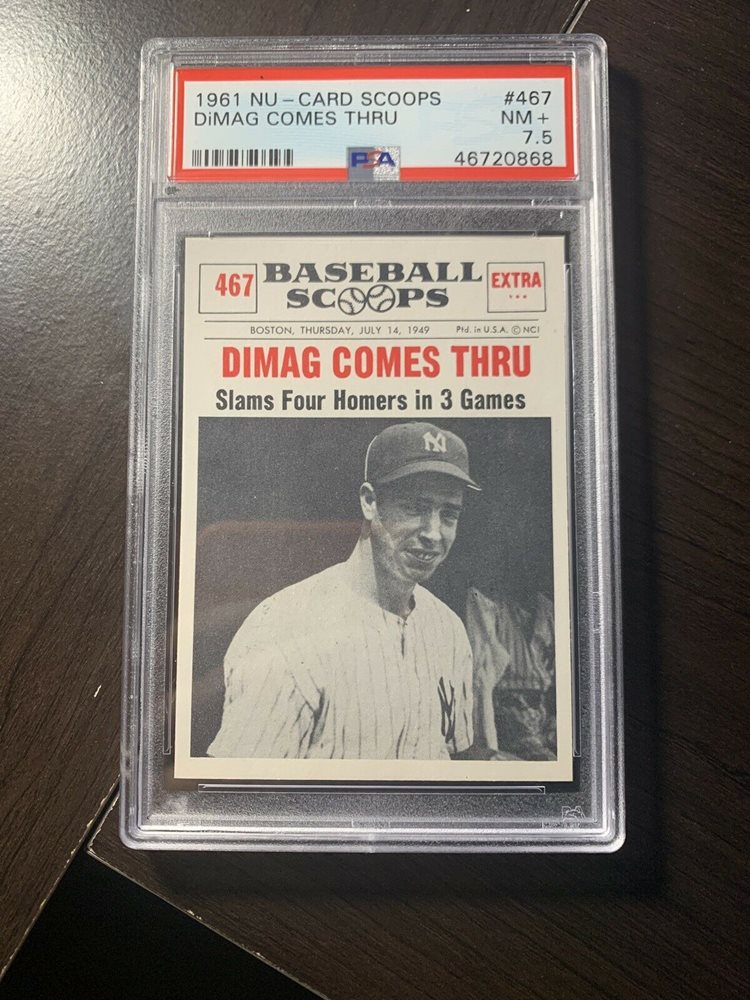 1961 NU-CARD SCOOPS #467
DiMAG COMES THRU NM+
7.5
PSA 46720868
467 BASEBALL SCOOPS EXTRA
BOSTON, THURSDAY, JULY 14, 1949 Ptd. in U.S.A. © NCI
DIMAG COMES THRU
Slams Four Homers in 3 Games
NY
NY